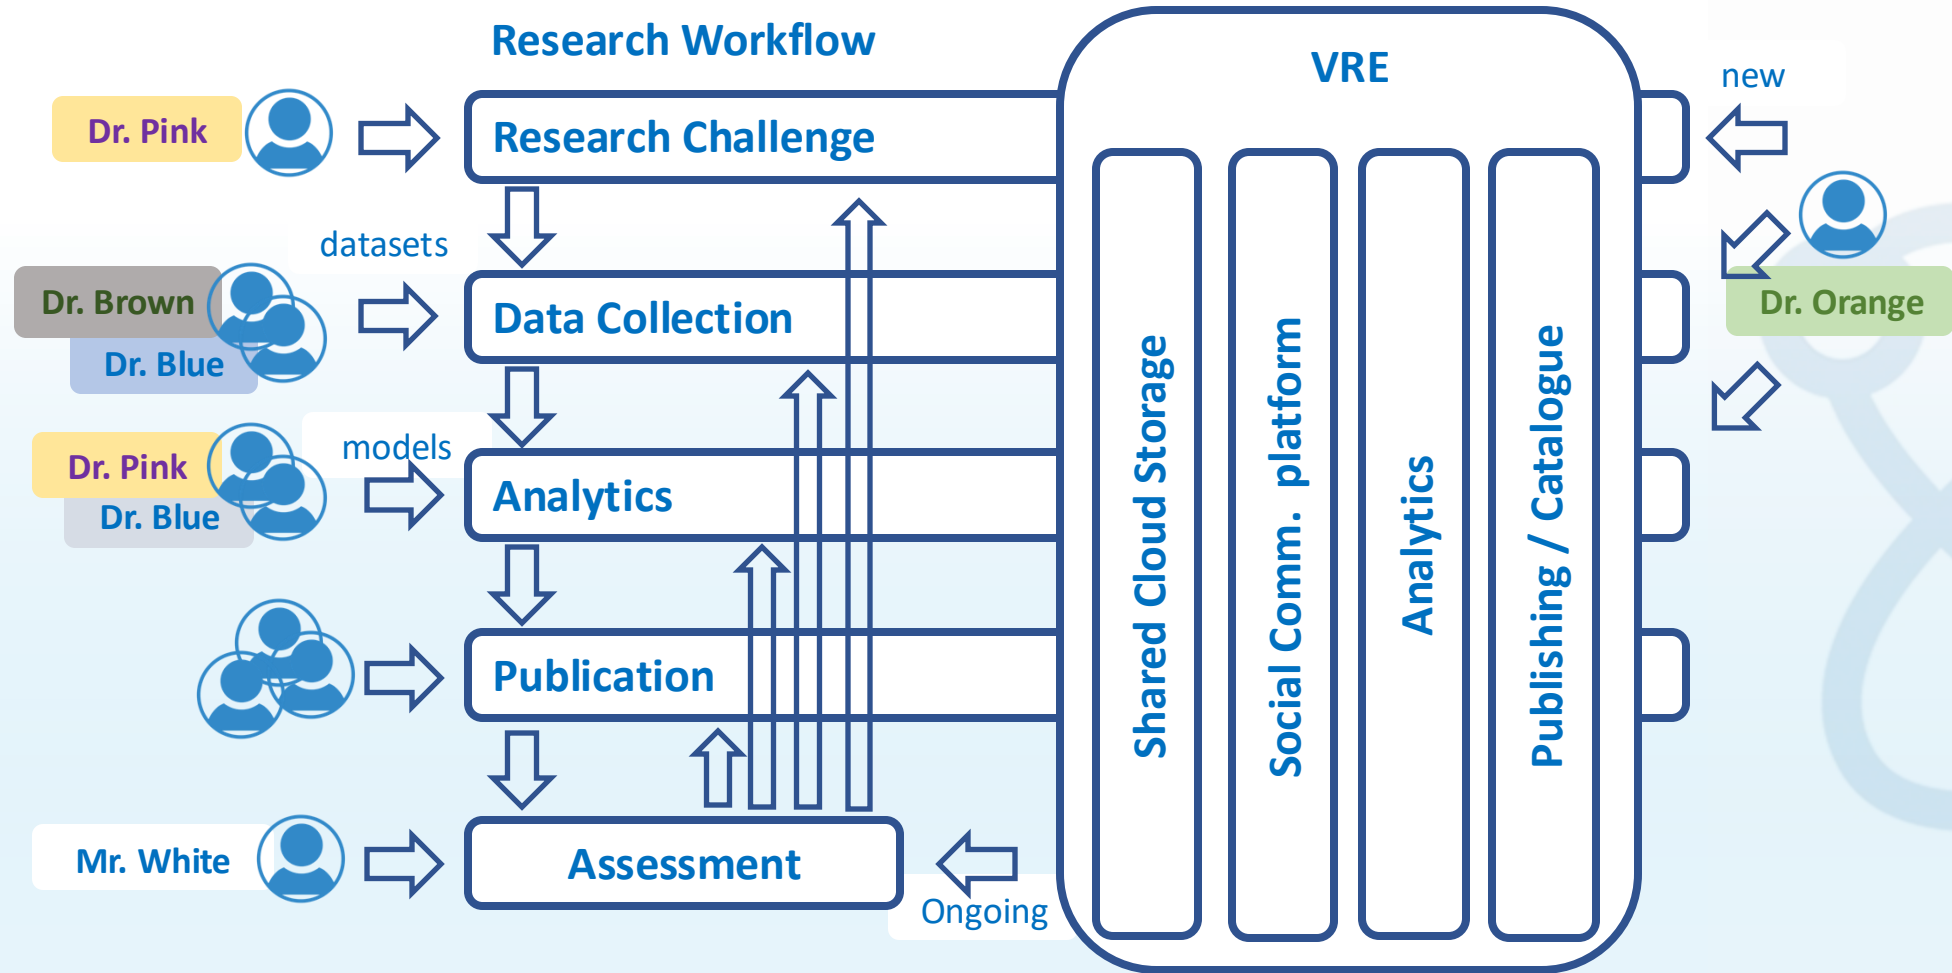 Research Workflow
VRE
new
Dr. Pink
Research Challenge
datasets
Dr. Brown
Dr. Blue
Data Collection
Dr. Orange
models
Dr. Pink
Dr. Blue
Analytics
Publication
Mr. White
Assessment
Ongoing
Shared Cloud Storage
Social Comm. platform
Analytics
Publishing / Catalogue